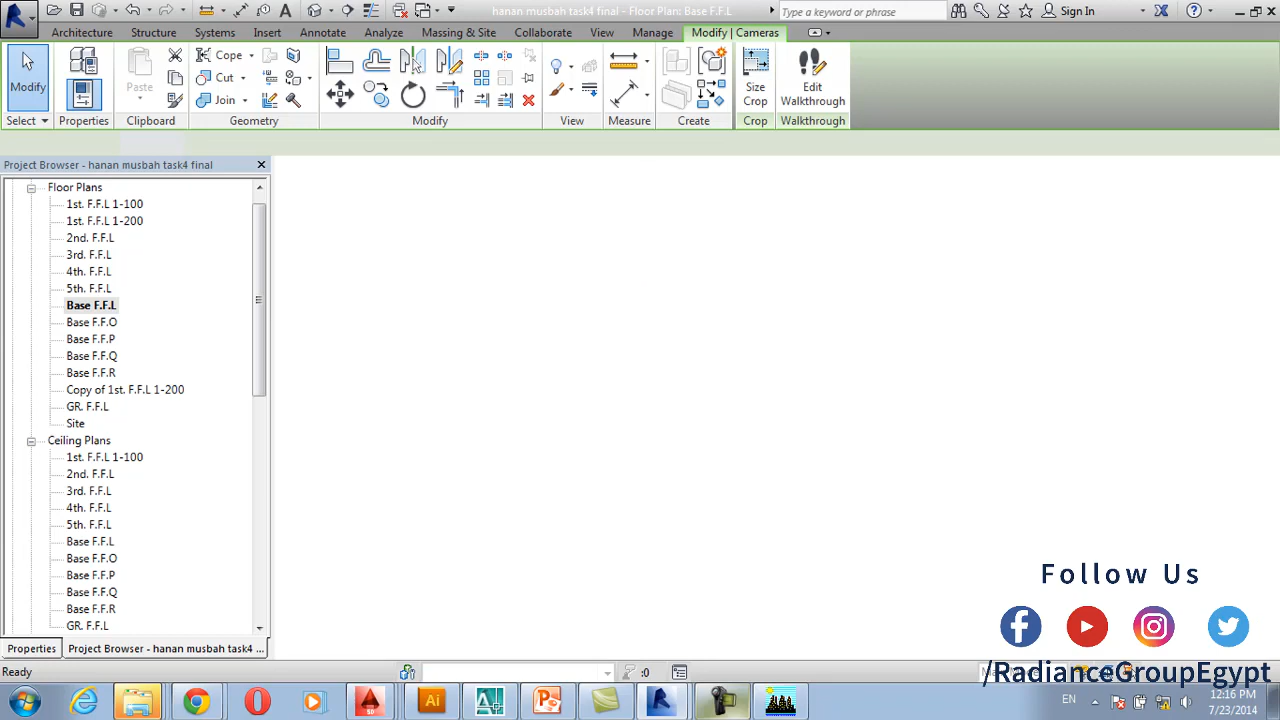 hanan musbah task4 final - Floor Plan: Base F.F.L
Type a keyword or phrase
Sign In
Architecture Structure Systems Insert Annotate Analyze Massing & Site Collaborate View Manage Modify | Cameras
Modify
Paste
Cope
Cut
Join
Size Crop
Edit Walkthrough
Select Properties Clipboard Geometry Modify View Measure Create Crop Walkthrough
Project Browser - hanan musbah task4 final
Floor Plans
1st. F.F.L 1-100
1st. F.F.L 1-200
2nd. F.F.L
3rd. F.F.L
4th. F.F.L
5th. F.F.L
Base F.F.L
Base F.F.O
Base F.F.P
Base F.F.Q
Base F.F.R
Copy of 1st. F.F.L 1-200
GR. F.F.L
Site
Ceiling Plans
1st. F.F.L 1-100
2nd. F.F.L
3rd. F.F.L
4th. F.F.L
5th. F.F.L
Base F.F.L
Base F.F.O
Base F.F.P
Base F.F.Q
Base F.F.R
GR. F.F.L
Properties Project Browser - hanan musbah task4 ...
Ready
:0
Follow Us
/RadianceGroupEgypt
EN
12:16 PM
7/23/2014